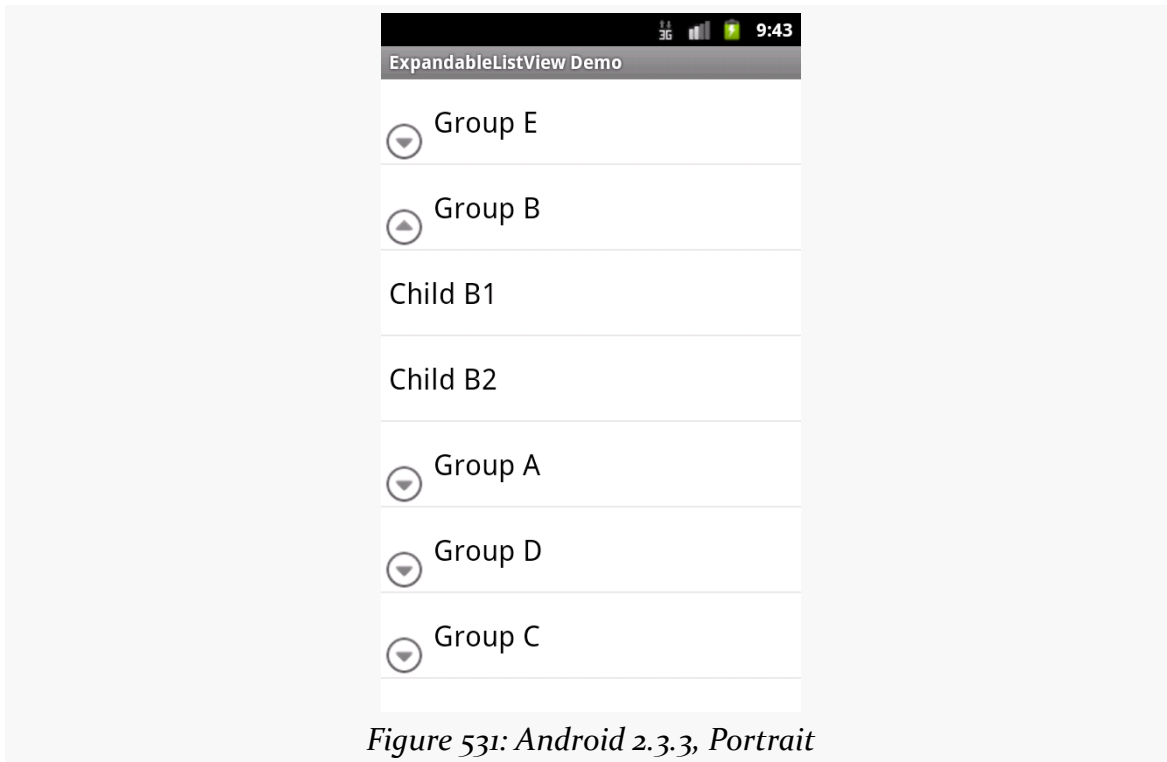 3G 9:43
ExpandableListView Demo
Group E
Group B
Child B1
Child B2
Group A
Group D
Group C
Figure 531: Android 2.3.3, Portrait